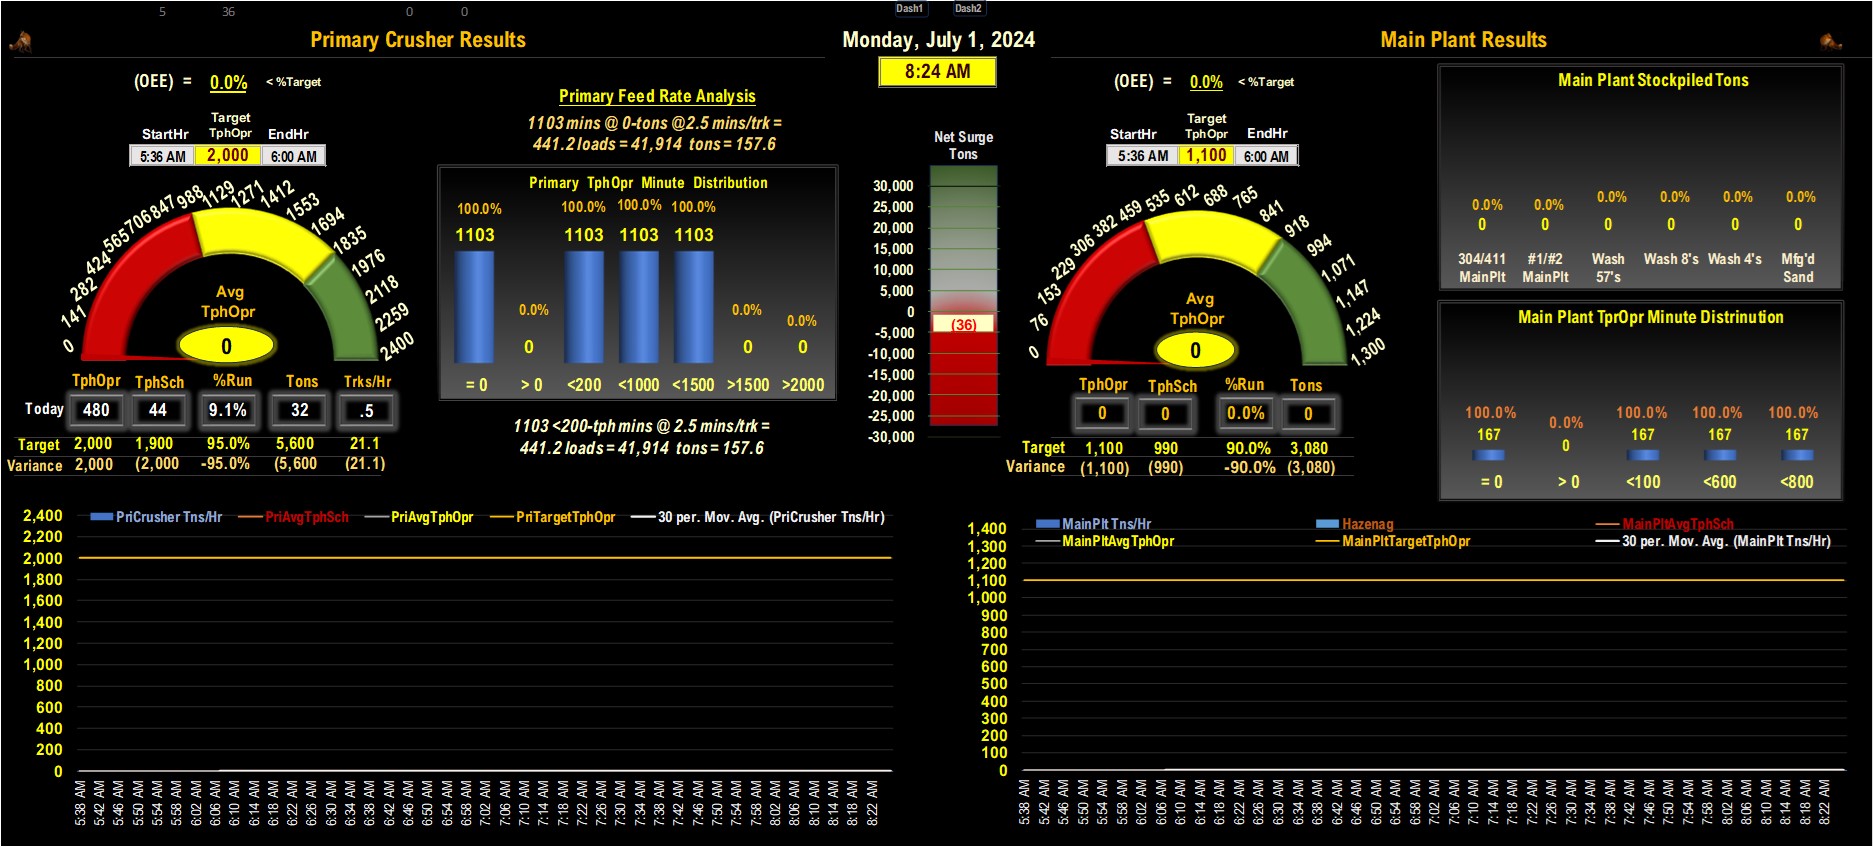 5 36 0 0 Dash1 Dash2
Primary Crusher Results
Monday, July 1, 2024
Main Plant Results
8:24 AM
(OEE) = 0.0% < %Target
Target
StartHr TphOpr EndHr
5:36 AM 2,000 6:00 AM
0 141 282 424 565 706 847 988 1129 1271 1412 1553 1694 1835 1976 2118 2259 2400
Avg
TphOpr
0
TphOpr TphSch %Run Tons Trks/Hr
Today 480 44 9.1% 32 .5
Target 2,000 1,900 95.0% 5,600 21.1
Variance 2,000 (2,000 -95.0% (5,600 (21.1)
Primary Feed Rate Analysis
1103 mins @ 0-tons @2.5 mins/trk =
441.2 loads = 41,914 tons = 157.6
Primary TphOpr Minute Distribution
100.0% 0.0% 100.0% 100.0% 100.0% 0.0% 0.0%
1103 0 1103 1103 1103 0 0
= 0 > 0 <200 <1000 <1500 >1500 >2000
1103 <200-tph mins @ 2.5 mins/trk =
441.2 loads = 41,914 tons = 157.6
Net Surge
Tons
30,000
25,000
20,000
15,000
10,000
5,000
0
(36)
-5,000
-10,000
-15,000
-20,000
-25,000
-30,000
(OEE) = 0.0% < %Target
Target
StartHr TphOpr EndHr
5:36 AM 1,100 6:00 AM
0 76 153 229 306 382 459 535 612 688 765 841 918 994 1,071 1,147 1,224 1,300
Avg
TphOpr
0
TphOpr TphSch %Run Tons
0 0 0.0% 0
Target 1,100 990 90.0% 3,080
Variance (1,100) (990) -90.0% (3,080)
Main Plant Stockpiled Tons
0.0% 0.0% 0.0% 0.0% 0.0% 0.0%
0 0 0 0 0 0
304/411 #1/#2 Wash Wash 8's Wash 4's Mfg'd
MainPlt MainPlt 57's Sand
Main Plant TprOpr Minute Distrinution
100.0% 0.0% 100.0% 100.0% 100.0%
167 0 167 167 167
= 0 > 0 <100 <600 <800
PriCrusher Tns/Hr PriAvgTphSch PriAvgTphOpr PriTargetTphOpr 30 per. Mov. Avg. (PriCrusher Tns/Hr)
2,400
2,200
2,000
1,800
1,600
1,400
1,200
1,000
800
600
400
200
0
5:38 AM 5:42 AM 5:46 AM 5:50 AM 5:54 AM 5:58 AM 6:02 AM 6:06 AM 6:10 AM 6:14 AM 6:18 AM 6:22 AM 6:26 AM 6:30 AM 6:34 AM 6:38 AM 6:42 AM 6:46 AM 6:50 AM 6:54 AM 6:58 AM 7:02 AM 7:06 AM 7:10 AM 7:14 AM 7:18 AM 7:22 AM 7:26 AM 7:30 AM 7:34 AM 7:38 AM 7:42 AM 7:46 AM 7:50 AM 7:54 AM 7:58 AM 8:02 AM 8:06 AM 8:10 AM 8:14 AM 8:18 AM 8:22 AM
MainPlt Tns/Hr Hazenag MainPltAvgTphSch
MainPltAvgTphOpr MainPltTargetTphOpr 30 per. Mov. Avg. (MainPlt Tns/Hr)
1,400
1,300
1,200
1,100
1,000
900
800
700
600
500
400
300
200
100
0
5:38 AM 5:42 AM 5:46 AM 5:50 AM 5:54 AM 5:58 AM 6:02 AM 6:06 AM 6:10 AM 6:14 AM 6:18 AM 6:22 AM 6:26 AM 6:30 AM 6:34 AM 6:38 AM 6:42 AM 6:46 AM 6:50 AM 6:54 AM 6:58 AM 7:02 AM 7:06 AM 7:10 AM 7:14 AM 7:18 AM 7:22 AM 7:26 AM 7:30 AM 7:34 AM 7:38 AM 7:42 AM 7:46 AM 7:50 AM 7:54 AM 7:58 AM 8:02 AM 8:06 AM 8:10 AM 8:14 AM 8:18 AM 8:22 AM